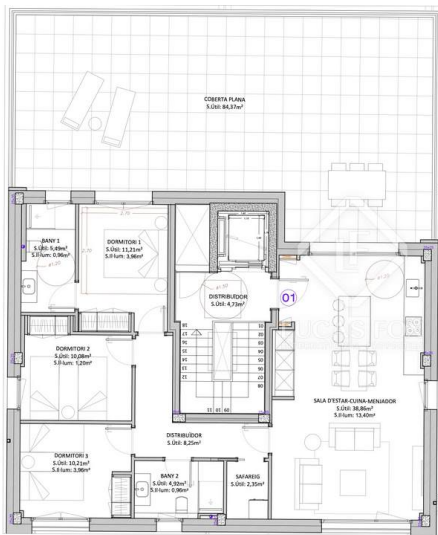 COBERTA PLANA
S.Útil: 84,37m²
BANY 1
S.Útil: 5,49m²
S.Il·lum: 0,96m²
DORMITORI 1
S.Útil: 11,21m²
S.Il·lum: 3,96m²
DISTRIBUÏDOR
S.Útil: 4,73m²
01
DORMITORI 2
S.Útil: 10,08m²
S.Il·lum: 1,20m²
SALA D'ESTAR-CUINA-MENJADOR
S.Útil: 38,86m²
S.Il·lum: 13,40m²
DISTRIBUÏDOR
S.Útil: 8,25m²
DORMITORI 3
S.Útil: 10,21m²
S.Il·lum: 3,96m²
BANY 2
S.Útil: 4,92m²
S.Il·lum: 0,96m²
SAFAREIG
S.Útil: 2,35m²